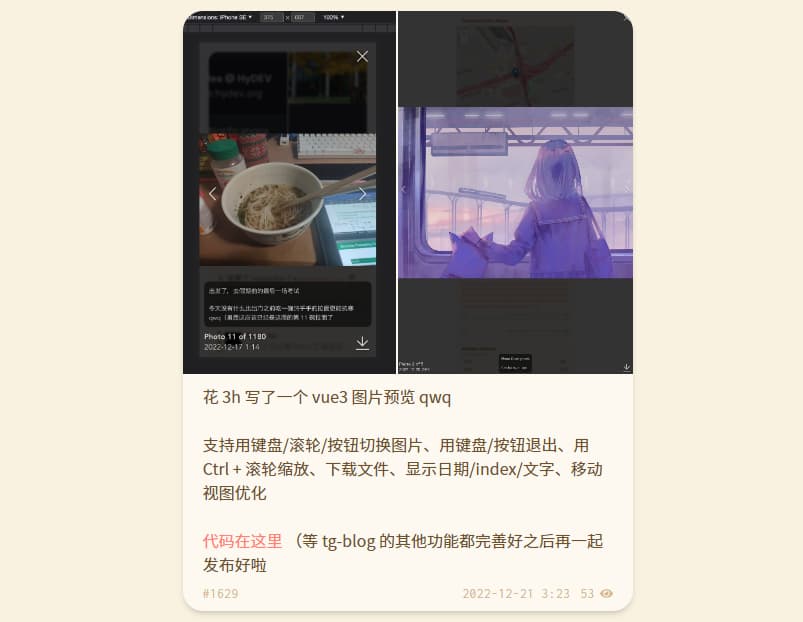 Dimensions: iPhone SE ▼ 375 × 667 100% ▼
HyDEV
hydev.org
Photo 11 of 1180
2022-12-17 1:14
花 3h 写了一个 vue3 图片预览 qwq
支持用键盘/滚轮/按钮切换图片、用键盘/按钮退出、用
Ctrl + 滚轮缩放、下载文件、显示日期/index/文字、移动
视图优化
代码在这里 （等 tg-blog 的其他功能都完善好之后再一起
发布好啦
#1629
2022-12-21 3:23 53